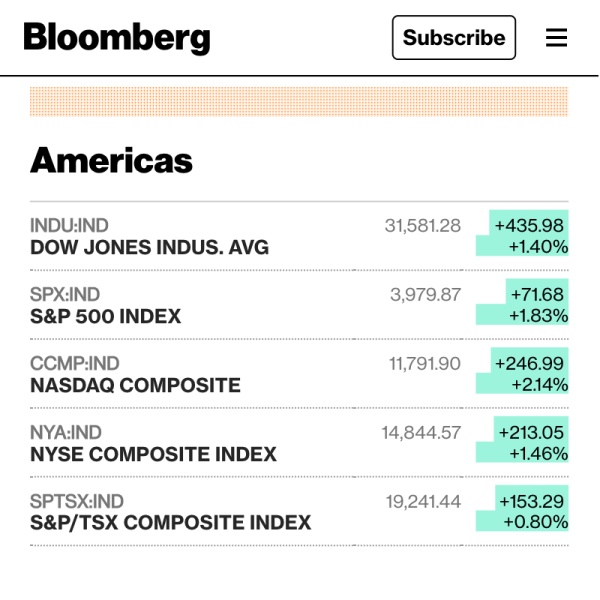 Bloomberg
Subscribe
Americas
INDU:IND 31,581.28 +435.98
DOW JONES INDUS. AVG +1.40%
SPX:IND 3,979.87 +71.68
S&P 500 INDEX +1.83%
CCMP:IND 11,791.90 +246.99
NASDAQ COMPOSITE +2.14%
NYA:IND 14,844.57 +213.05
NYSE COMPOSITE INDEX +1.46%
SPTSX:IND 19,241.44 +153.29
S&P/TSX COMPOSITE INDEX +0.80%